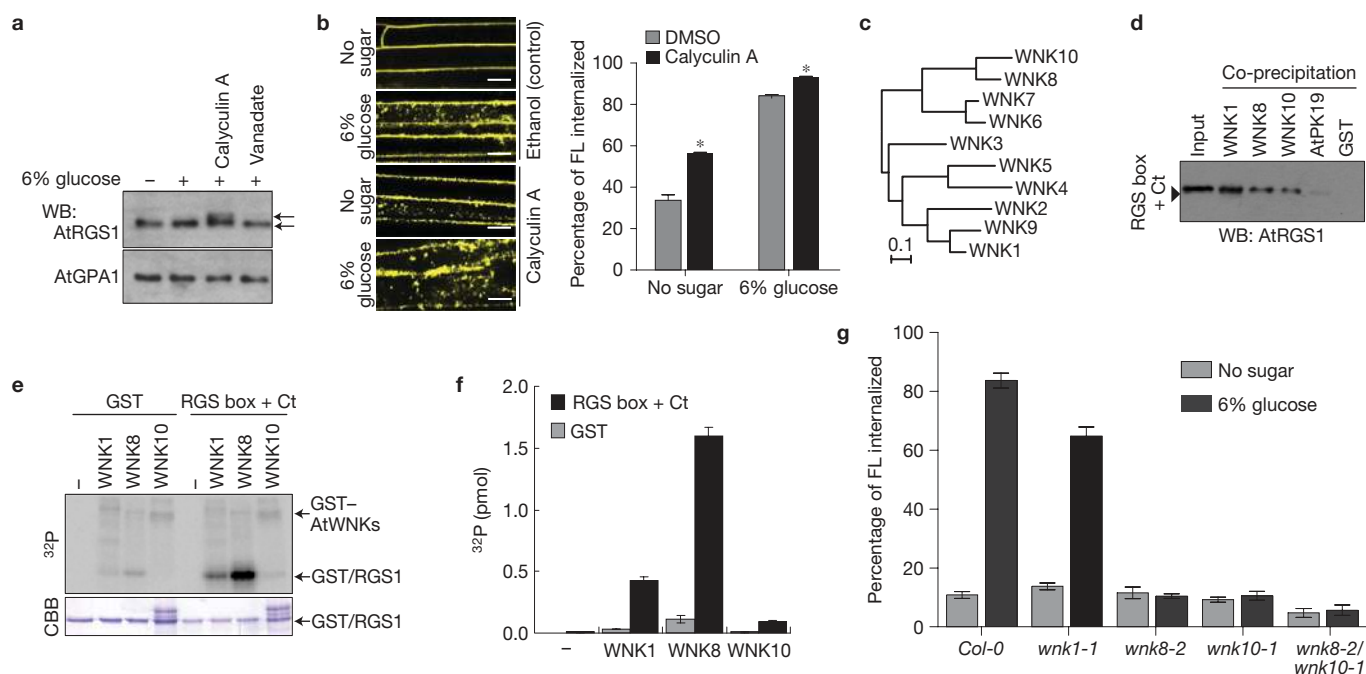 a
Calyculin A
Vanadate
6% glucose – + + +
WB:
AtRGS1
AtGPA1
b
No sugar
6% glucose
No sugar
6% glucose
Ethanol (control)
Calyculin A
DMSO
Calyculin A
Percentage of FL internalized
100
80
60
40
20
0
*
*
No sugar 6% glucose
c
WNK10
WNK8
WNK7
WNK6
WNK3
WNK5
WNK4
WNK2
WNK9
WNK1
0.1
d
Co-precipitation
Input
WNK1
WNK8
WNK10
AtPK19
GST
RGS box
+ Ct
WB: AtRGS1
e
GST RGS box + Ct
– WNK1 WNK8 WNK10 – WNK1 WNK8 WNK10
32P
GST–
AtWNKs
GST/RGS1
CBB
GST/RGS1
f
2.0
1.5
1.0
0.5
0.0
32P (pmol)
RGS box + Ct
GST
– WNK1 WNK8 WNK10
g
100
80
60
40
20
0
Percentage of FL internalized
No sugar
6% glucose
Col-0 wnk1-1 wnk8-2 wnk10-1 wnk8-2/
wnk10-1